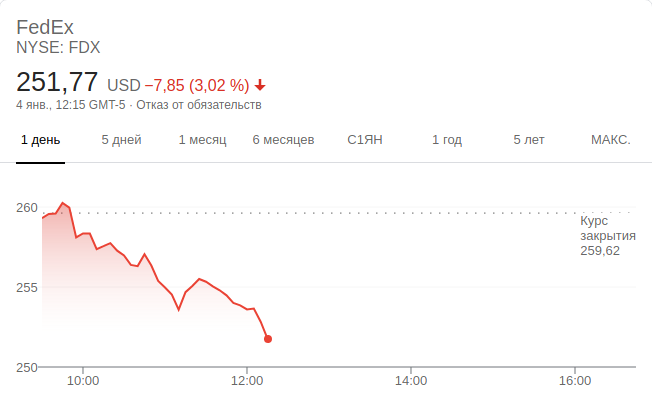 FedEx
NYSE: FDX
251,77 USD −7,85 (3,02 %)
4 янв., 12:15 GMT-5 · Отказ от обязательств
1 день 5 дней 1 месяц 6 месяцев С1ЯН 1 год 5 лет МАКС.
260
Курс
закрытия
259,62
255
250
10:00 12:00 14:00 16:00